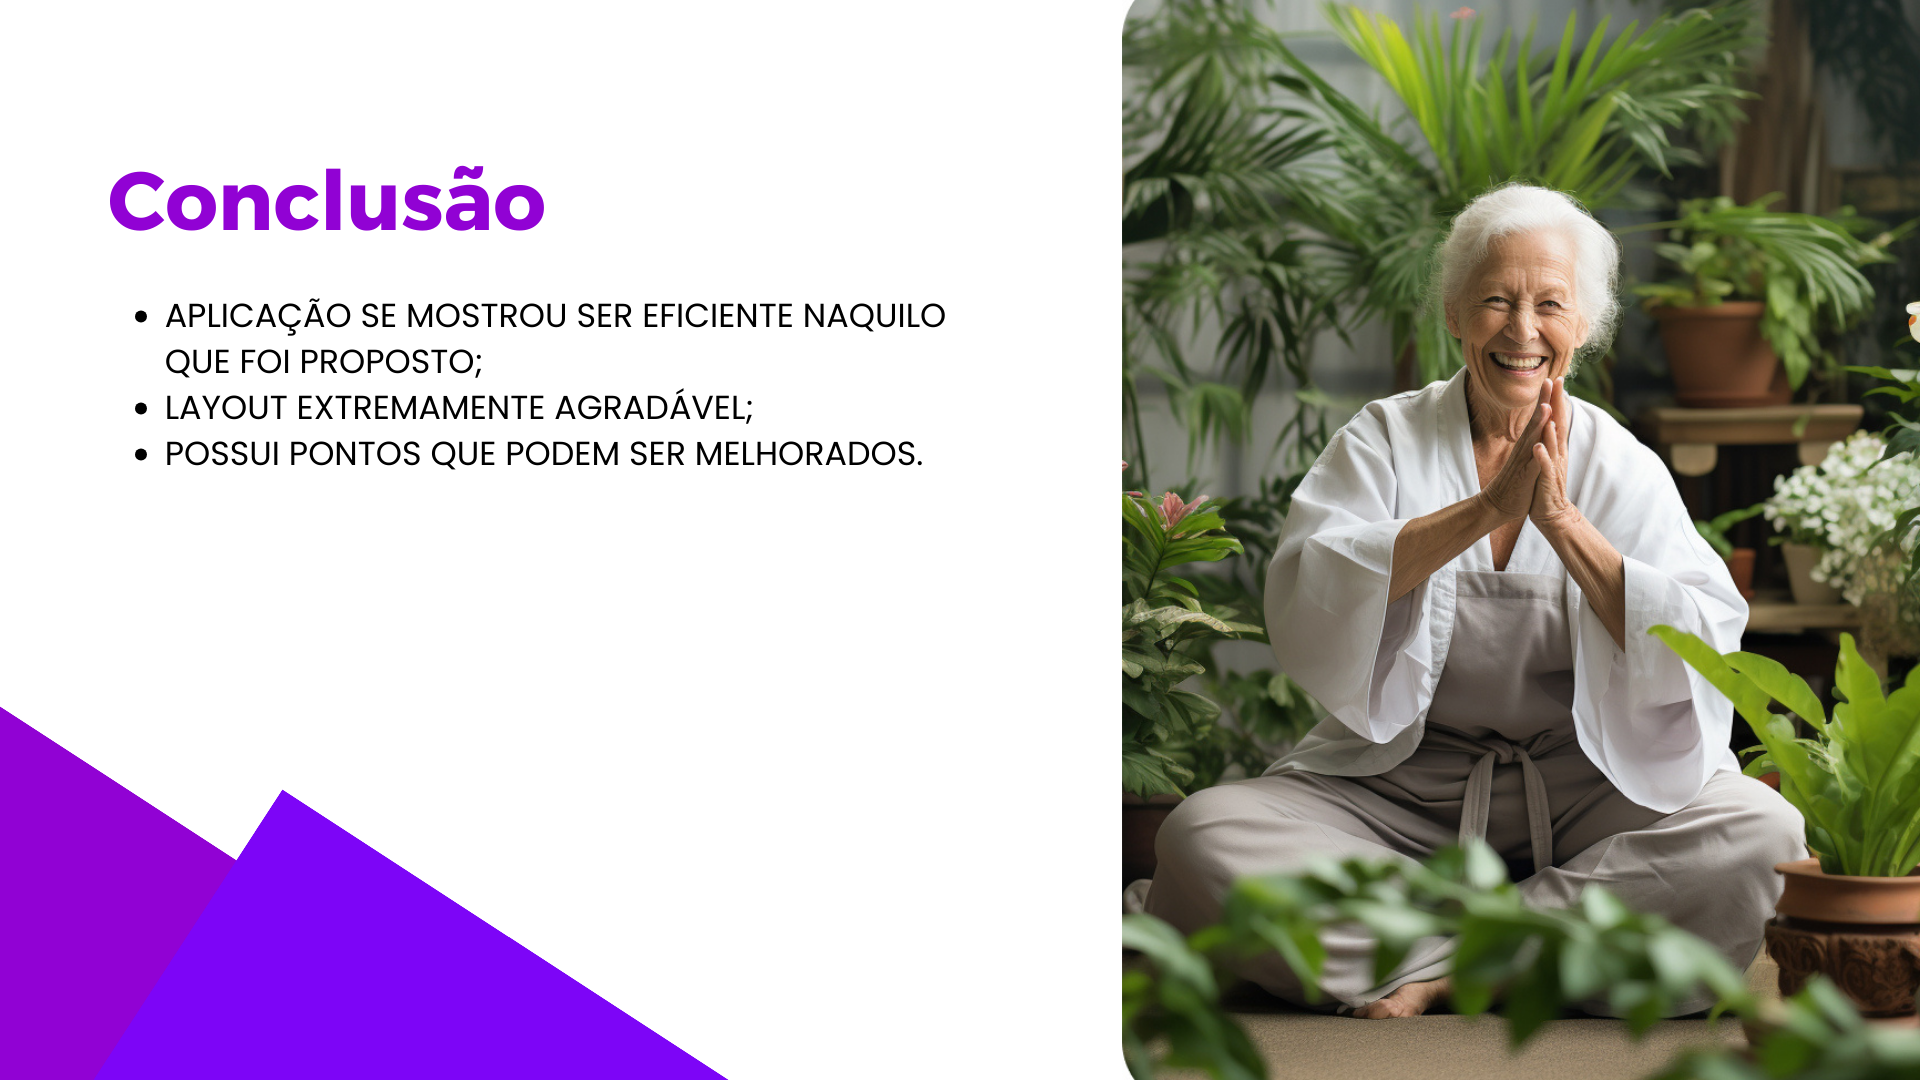 Conclusão
• APLICAÇÃO SE MOSTROU SER EFICIENTE NAQUILO
QUE FOI PROPOSTO;
• LAYOUT EXTREMAMENTE AGRADÁVEL;
• POSSUI PONTOS QUE PODEM SER MELHORADOS.